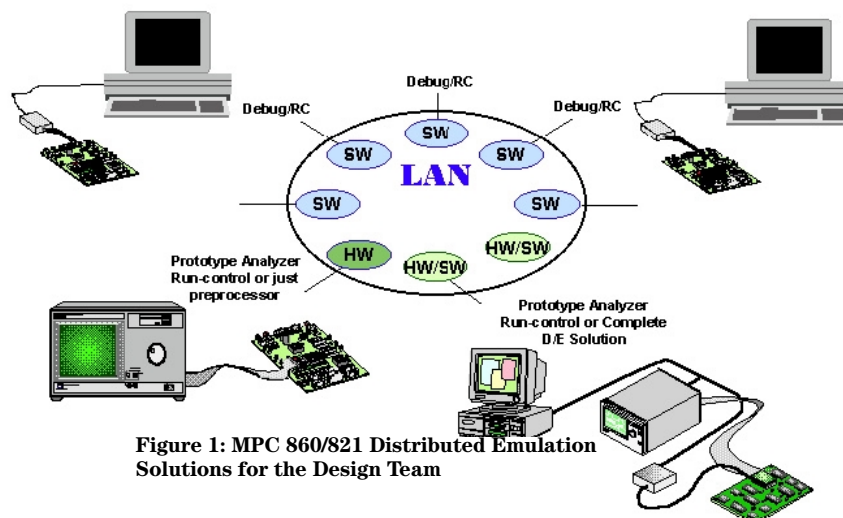 Debug/RC
Debug/RC
Debug/RC
SW
SW
SW
LAN
SW
SW
HW
HW/SW
HW/SW
Prototype Analyzer
Run-control or just
preprocessor
Prototype Analyzer
Run-control or Complete
D/E Solution
Figure 1: MPC 860/821 Distributed Emulation
Solutions for the Design Team